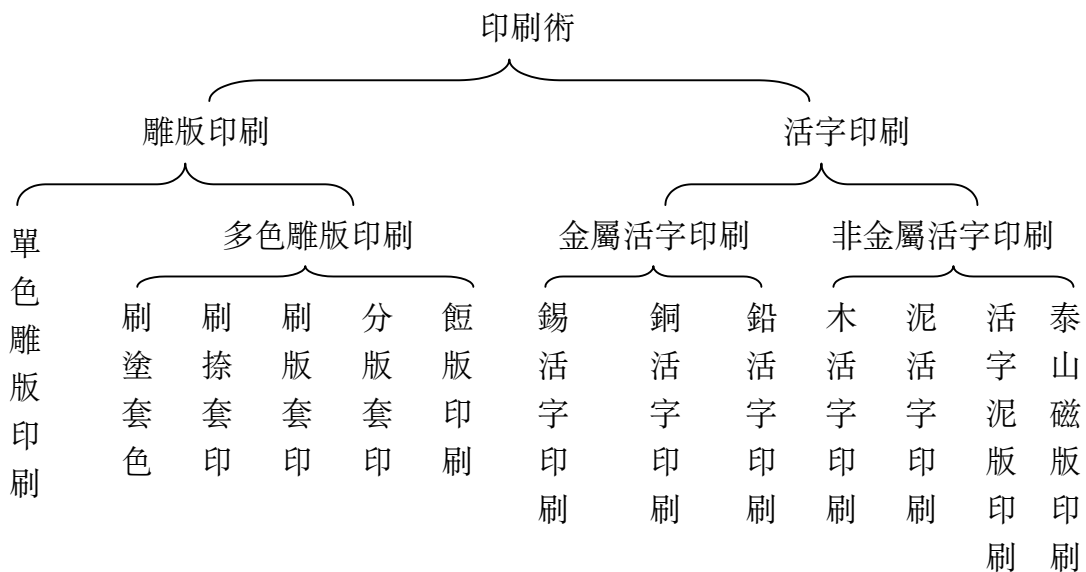 印刷術
雕版印刷
活字印刷
單色雕版印刷
多色雕版印刷
金屬活字印刷
非金屬活字印刷
刷塗套色
刷捺套印
刷版套印
分版套印
餖版印刷
錫活字印刷
銅活字印刷
鉛活字印刷
木活字印刷
泥活字印刷
活字泥版印刷
泰山磁版印刷